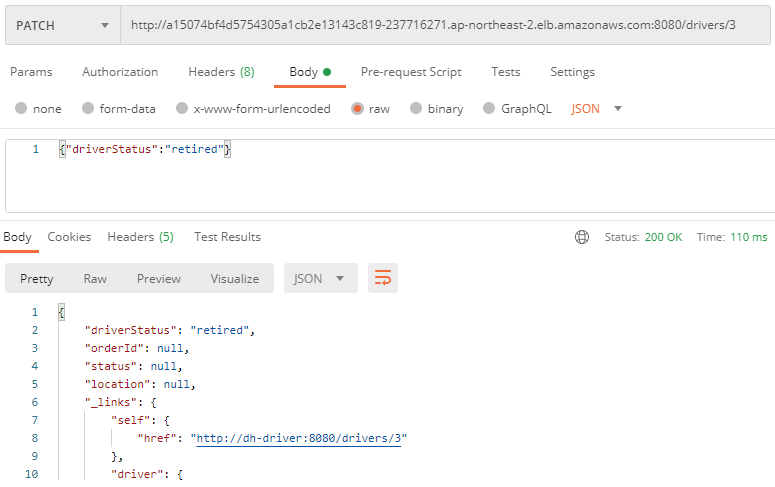 PATCH http://a15074bf4d5754305a1cb2e13143c819-237716271.ap-northeast-2.elb.amazonaws.com:8080/drivers/3
Params Authorization Headers (8) Body Pre-request Script Tests Settings
none form-data x-www-form-urlencoded raw binary GraphQL JSON
1 {"driverStatus":"retired"}
Body Cookies Headers (5) Test Results Status: 200 OK Time: 110 ms
Pretty Raw Preview Visualize JSON
1 {
2 "driverStatus": "retired",
3 "orderId": null,
4 "status": null,
5 "location": null,
6 "_links": {
7 "self": {
8 "href": "http://dh-driver:8080/drivers/3"
9 },
10 "driver": {